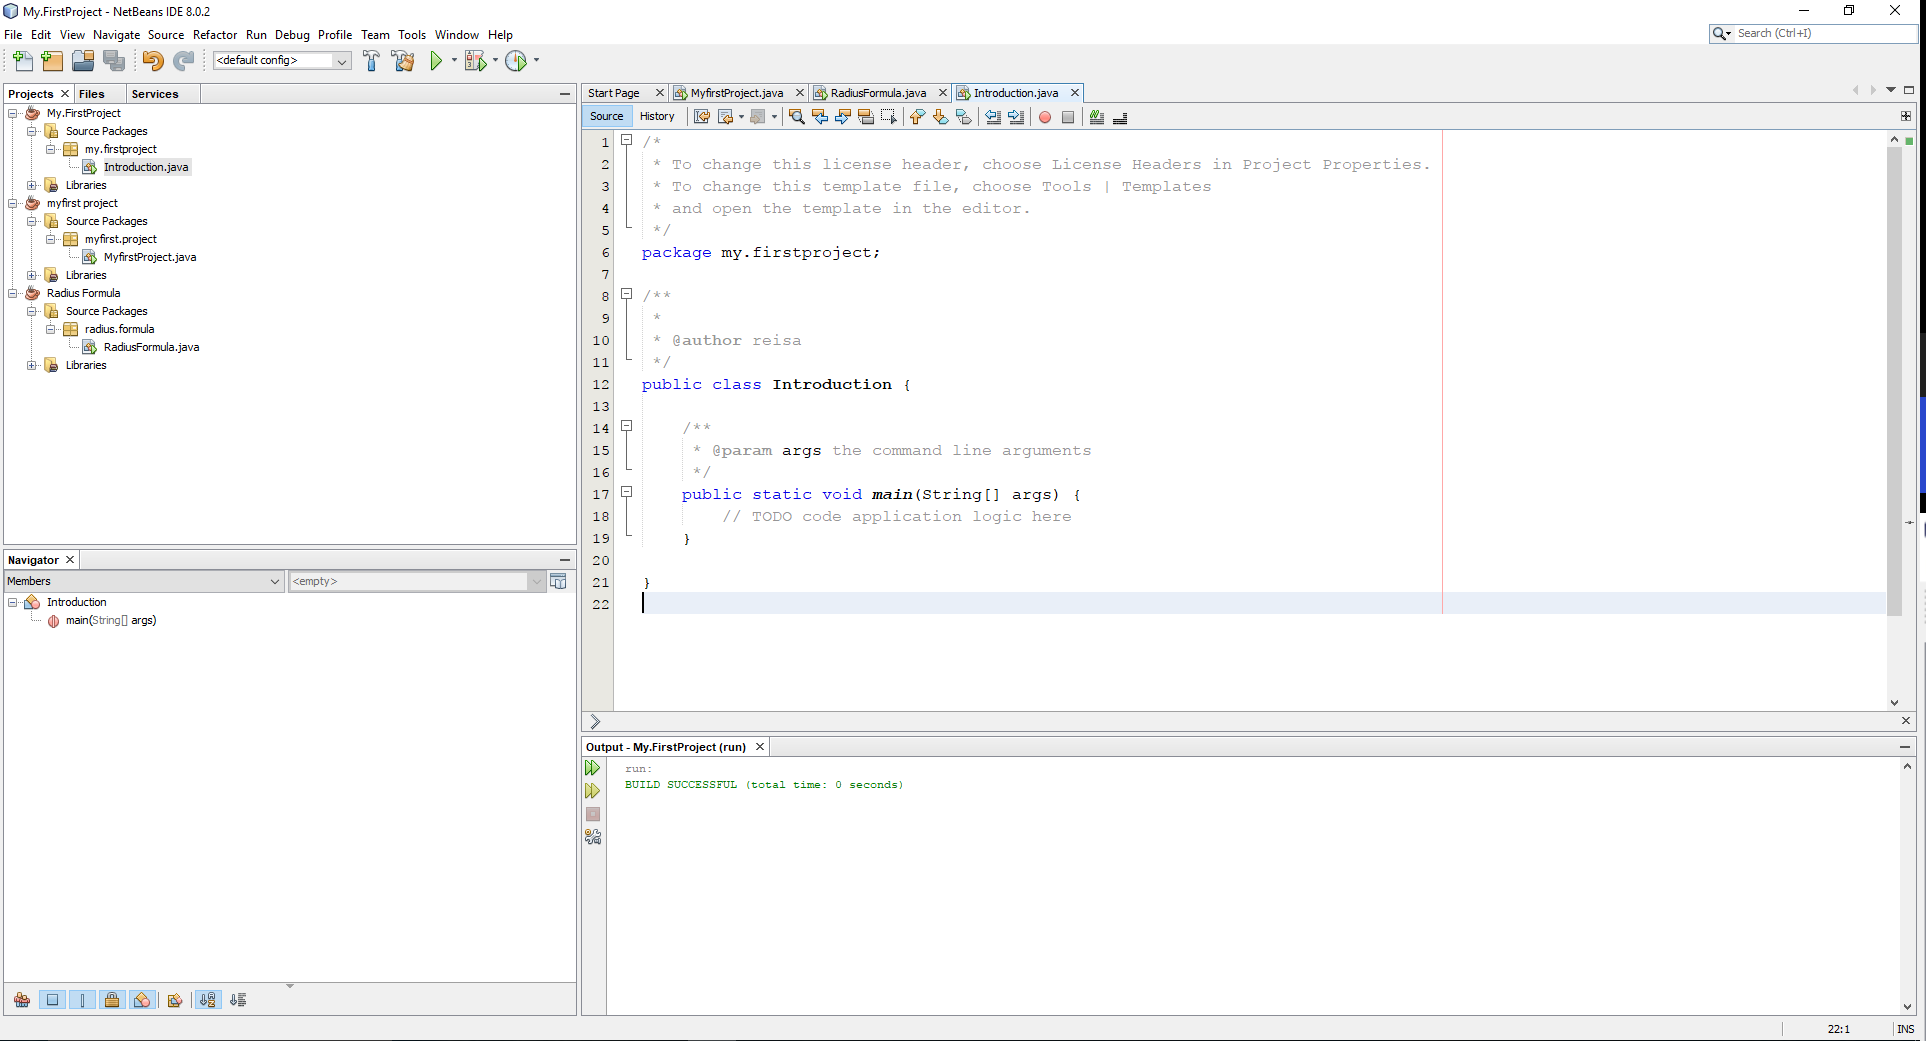 My.FirstProject - NetBeans IDE 8.0.2
File Edit View Navigate Source Refactor Run Debug Profile Team Tools Window Help
Search (Ctrl+I)
<default config>
Projects Files Services
My.FirstProject
Source Packages
my.firstproject
Introduction.java
Libraries
myfirst project
Source Packages
myfirst.project
MyfirstProject.java
Libraries
Radius Formula
Source Packages
radius.formula
RadiusFormula.java
Libraries
Navigator
Members <empty>
Introduction
main(String[] args)
Start Page MyfirstProject.java RadiusFormula.java Introduction.java
Source History
1 /*
2 * To change this license header, choose License Headers in Project Properties.
3 * To change this template file, choose Tools | Templates
4 * and open the template in the editor.
5 */
6 package my.firstproject;
7
8 /**
9 *
10 * @author reisa
11 */
12 public class Introduction {
13
14 /**
15 * @param args the command line arguments
16 */
17 public static void main(String[] args) {
18 // TODO code application logic here
19 }
20
21 }
22
Output - My.FirstProject (run)
run:
BUILD SUCCESSFUL (total time: 0 seconds)
22:1 INS